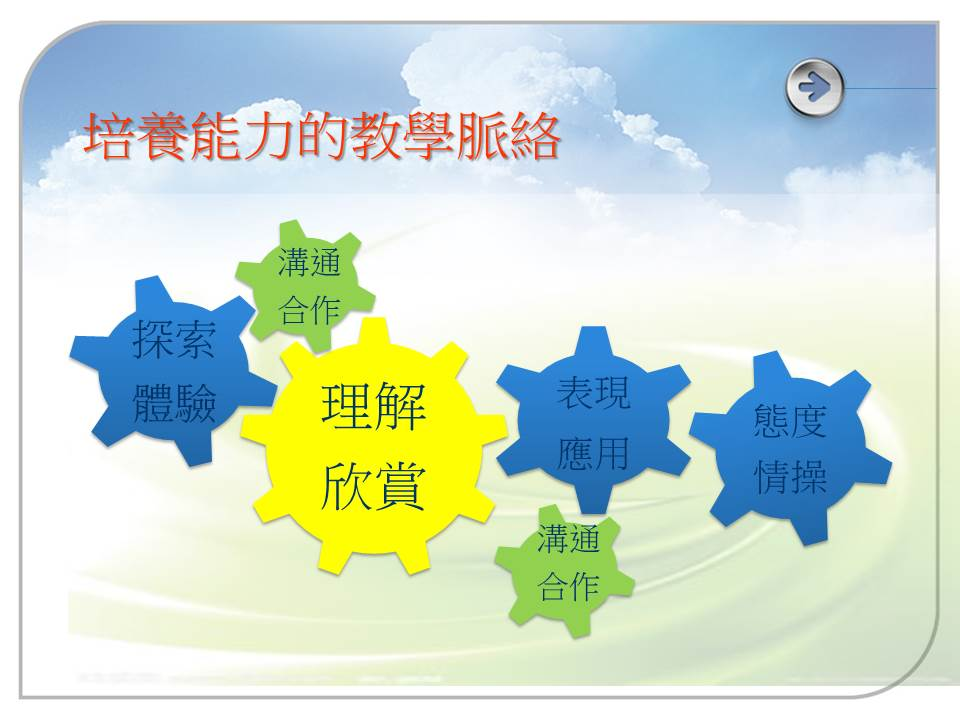 培養能力的教學脈絡
溝通
合作
探索
體驗
理解
欣賞
表現
應用
態度
情操
溝通
合作